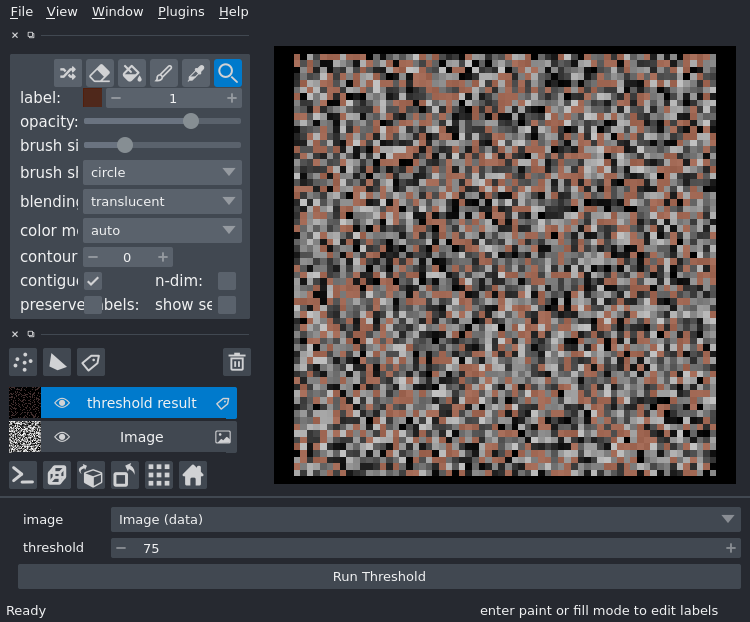 File View Window Plugins Help
label: 1
opacity:
brush si
brush sl circle
blending translucent
color m auto
contour 0
contigu n-dim:
preserve abels: show se
threshold result
Image
image Image (data)
threshold 75
Run Threshold
Ready enter paint or fill mode to edit labels